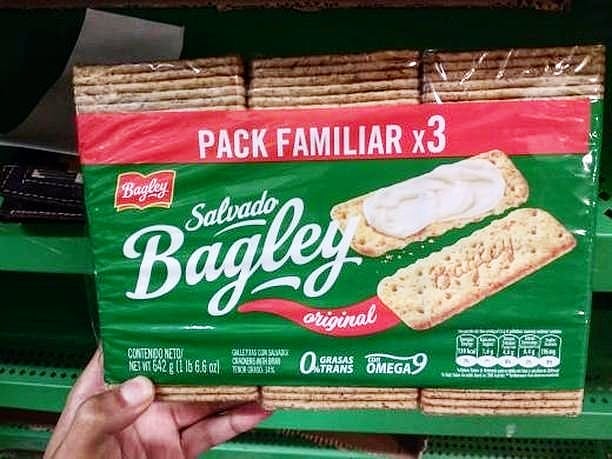 PACK FAMILIAR x3
Bagley
Salvado
Bagley
original
Bagley
CONTENIDO NETO/
NET WT 642 g (1 lb 6.6 oz)
GALLETITAS CON SALVADO
CRACKERS WITH BRAN
0% GRASAS TRANS
CON OMEGA 9